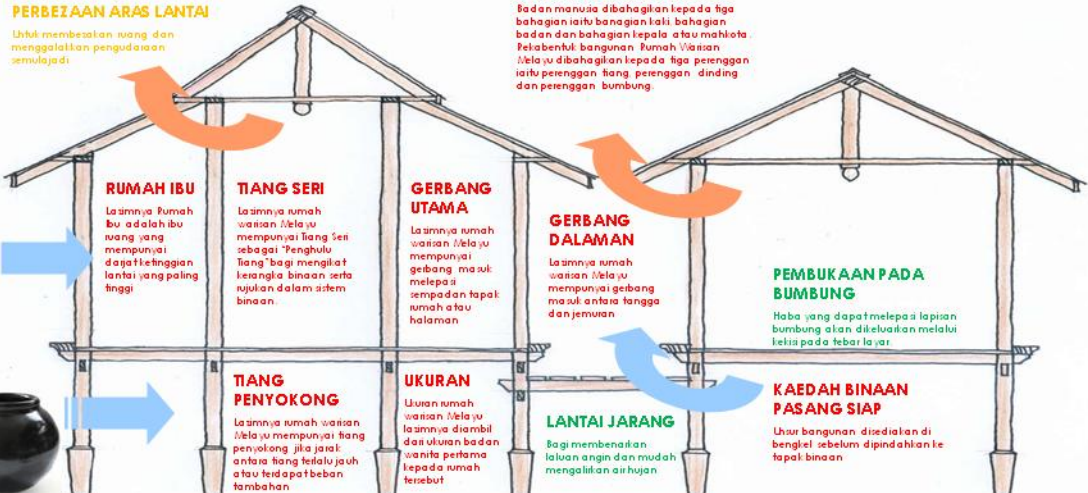 PERBEZAAN ARAS LANTAI
Untuk membezakan ruang dan
menggalakkan pengudaraan
semulajadi
Badan manusia dibahagikan kepada tiga
bahagian iaitu banagian kaki, bahagian
badan dan bahagian kepala atau mahkota.
Rekabentuk bangunan Rumah Warisan
Melayu dibahagikan kepada tiga perenggan
iaitu perenggan tiang, perenggan dinding
dan perenggan bumbung.
RUMAH IBU
Lazimnya Rumah
Ibu adalah ibu
ruang yang
mempunyai
darjat ketinggian
lantai yang paling
tinggi
TIANG SERI
Lazimnya rumah
warisan Melayu
mempunyai Tiang Seri
sebagai "Penghulu
Tiang" bagi mengikat
kerangka binaan serta
rujukan dalam sistem
binaan.
GERBANG
UTAMA
Lazimnya rumah
warisan Melayu
mempunyai
gerbang masuk
melepasi
sempadan tapak
rumah atau
halaman
GERBANG
DALAMAN
Lazimnya rumah
warisan Melayu
mempunyai gerbang
masuk antara tangga
dan jemuran
PEMBUKAAN PADA
BUMBUNG
Haba yang dapat melepasi lapisan
bumbung akan dikeluarkan melalui
kekisi pada tebar layar
TIANG
PENYOKONG
Lazimnya rumah warisan
Melayu mempunyai tiang
penyokong jika jarak
antara tiang terlalu jauh
atau terdapat beban
tambahan
UKURAN
Ukuran rumah
warisan Melayu
lazimnya diambil
dari ukuran badan
wanita pertama
kepada rumah
tersebut
LANTAI JARANG
Bagi membenarkan
laluan angin dan mudah
mengalirkan air hujan
KAEDAH BINAAN
PASANG SIAP
Unsur bangunan disediakan di
bengkel sebelum dipindahkan ke
tapak binaan